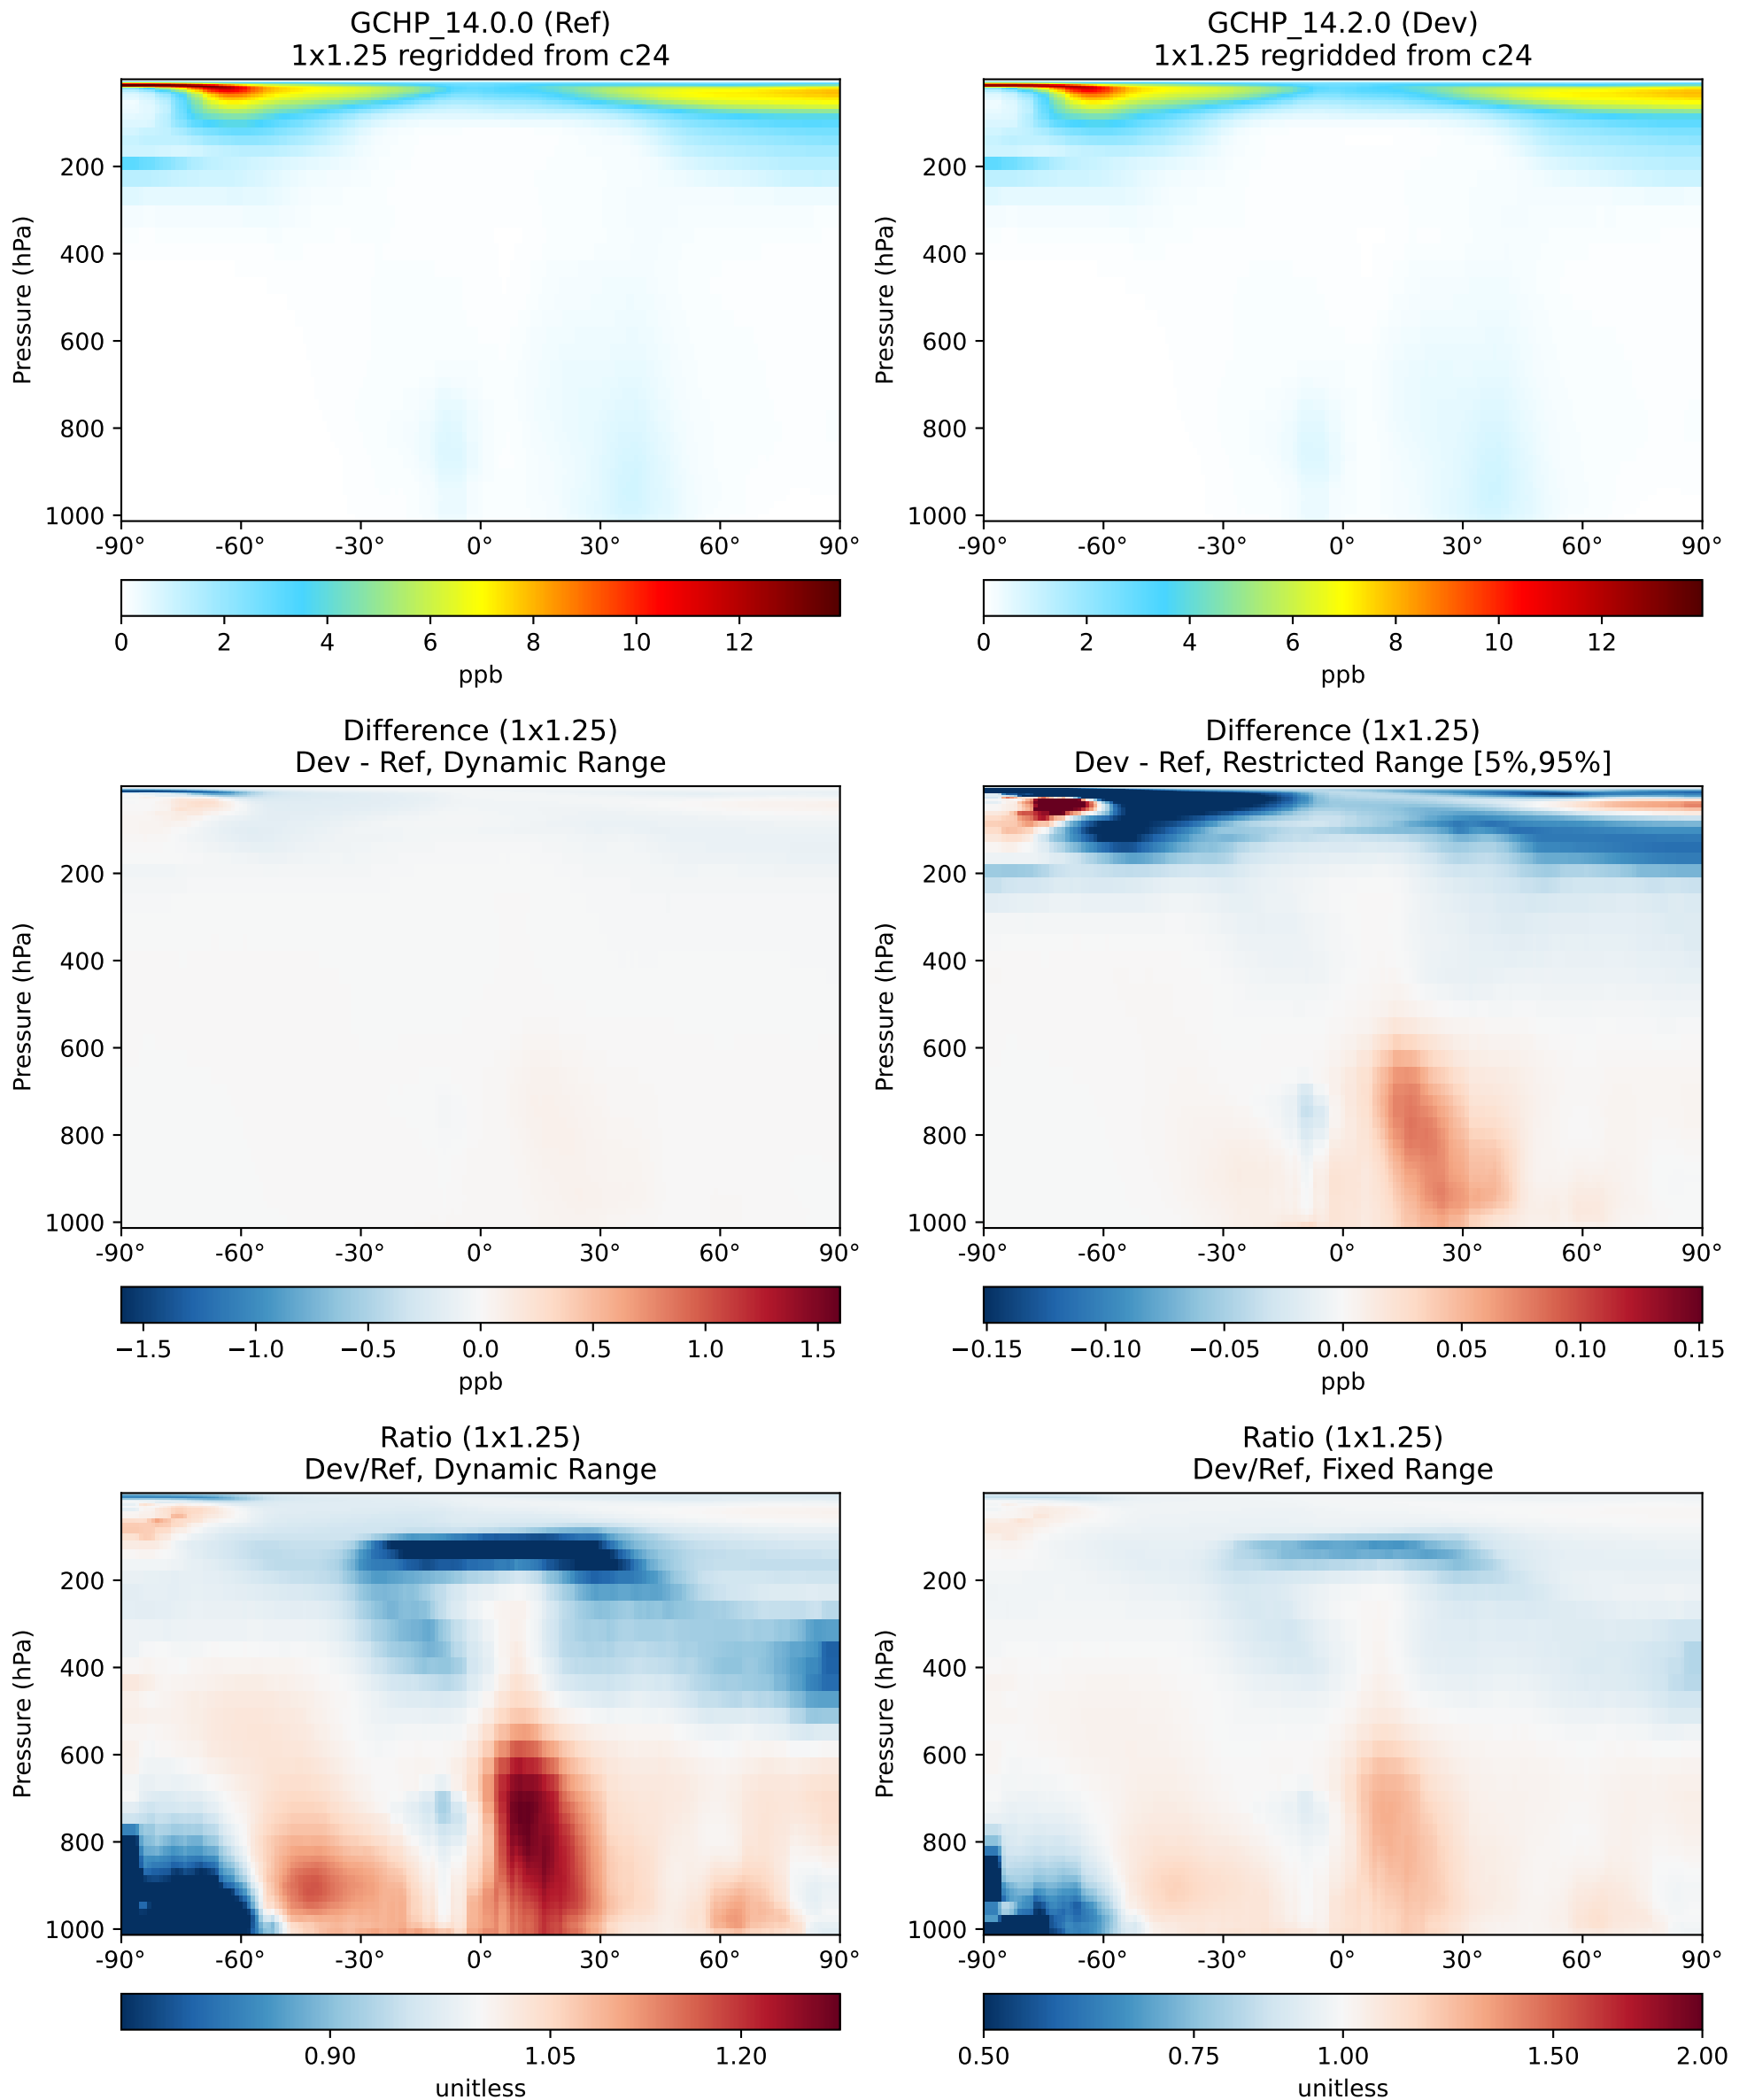 GCHP_14.0.0 (Ref)
1x1.25 regridded from c24
Pressure (hPa)
200
400
600
800
1000
-90° -60° -30° 0° 30° 60° 90°
0 2 4 6 8 10 12
ppb
GCHP_14.2.0 (Dev)
1x1.25 regridded from c24
Pressure (hPa)
200
400
600
800
1000
-90° -60° -30° 0° 30° 60° 90°
0 2 4 6 8 10 12
ppb
Difference (1x1.25)
Dev - Ref, Dynamic Range
Pressure (hPa)
200
400
600
800
1000
-90° -60° -30° 0° 30° 60° 90°
−1.5 −1.0 −0.5 0.0 0.5 1.0 1.5
ppb
Difference (1x1.25)
Dev - Ref, Restricted Range [5%,95%]
Pressure (hPa)
200
400
600
800
1000
-90° -60° -30° 0° 30° 60° 90°
−0.15 −0.10 −0.05 0.00 0.05 0.10 0.15
ppb
Ratio (1x1.25)
Dev/Ref, Dynamic Range
Pressure (hPa)
200
400
600
800
1000
-90° -60° -30° 0° 30° 60° 90°
0.90 1.05 1.20
unitless
Ratio (1x1.25)
Dev/Ref, Fixed Range
Pressure (hPa)
200
400
600
800
1000
-90° -60° -30° 0° 30° 60° 90°
0.50 0.75 1.00 1.50 2.00
unitless